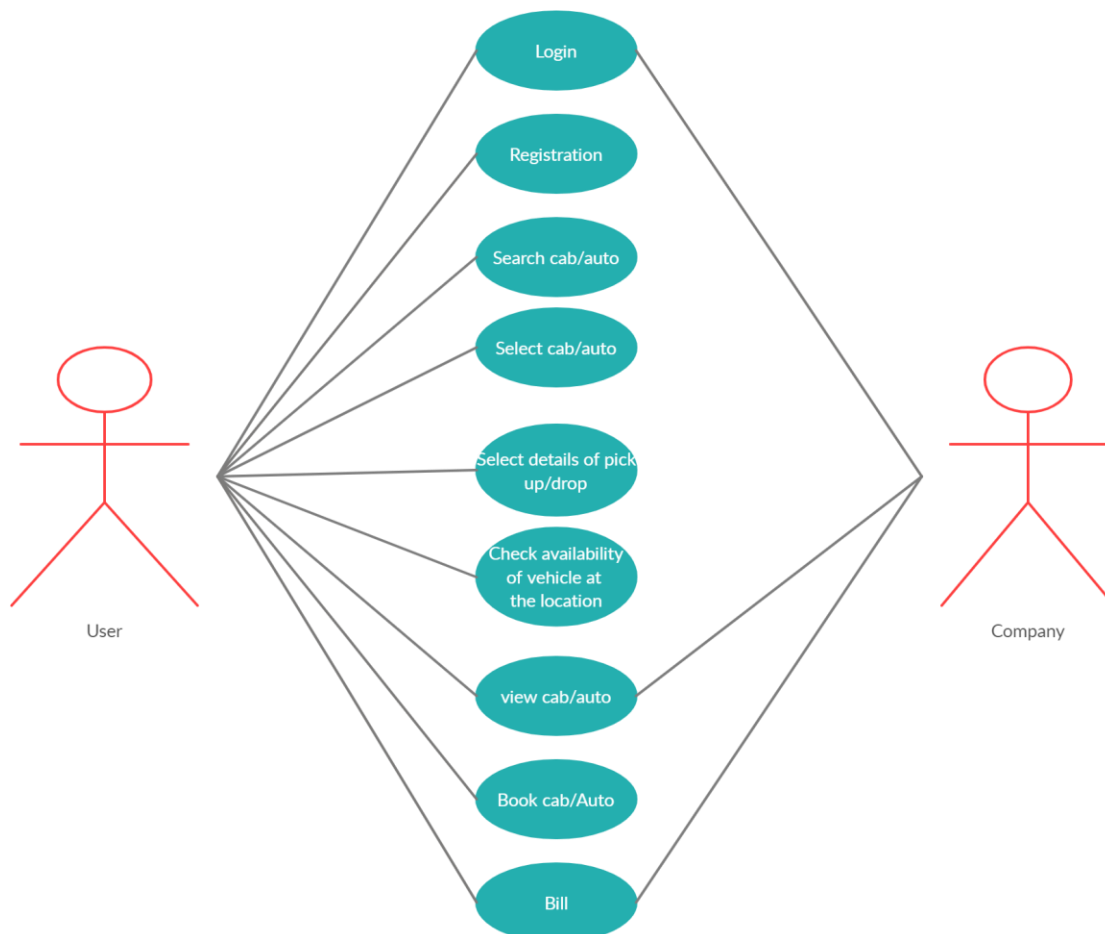 Login
Registration
Search cab/auto
Select cab/auto
Select details of pick
up/drop
Check availability
of vehicle at
the location
User
Company
view cab/auto
Book cab/Auto
Bill